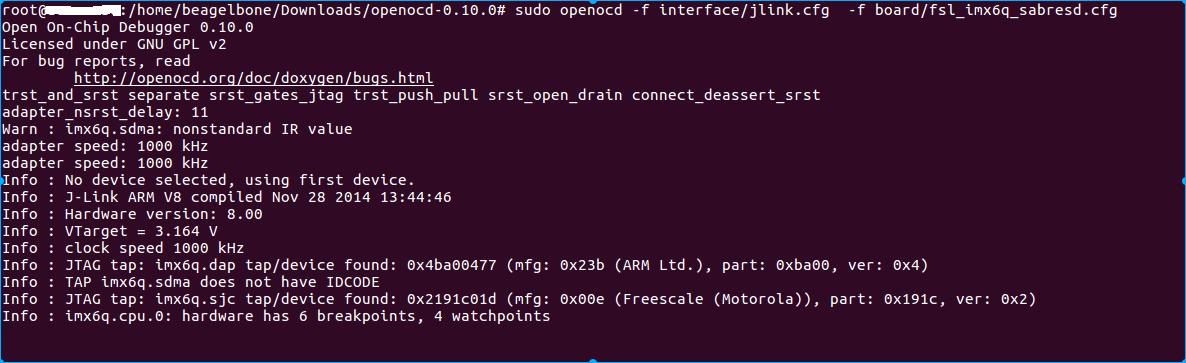 root@:/home/beagelbone/Downloads/openocd-0.10.0# sudo openocd -f interface/jlink.cfg  -f board/fsl_imx6q_sabresd.cfg
Open On-Chip Debugger 0.10.0
Licensed under GNU GPL v2
For bug reports, read
        http://openocd.org/doc/doxygen/bugs.html
trst_and_srst separate srst_gates_jtag trst_push_pull srst_open_drain connect_deassert_srst
adapter_nsrst_delay: 11
Warn : imx6q.sdma: nonstandard IR value
adapter speed: 1000 kHz
adapter speed: 1000 kHz
Info : No device selected, using first device.
Info : J-Link ARM V8 compiled Nov 28 2014 13:44:46
Info : Hardware version: 8.00
Info : VTarget = 3.164 V
Info : clock speed 1000 kHz
Info : JTAG tap: imx6q.dap tap/device found: 0x4ba00477 (mfg: 0x23b (ARM Ltd.), part: 0xba00, ver: 0x4)
Info : TAP imx6q.sdma does not have IDCODE
Info : JTAG tap: imx6q.sjc tap/device found: 0x2191c01d (mfg: 0x00e (Freescale (Motorola)), part: 0x191c, ver: 0x2)
Info : imx6q.cpu.0: hardware has 6 breakpoints, 4 watchpoints